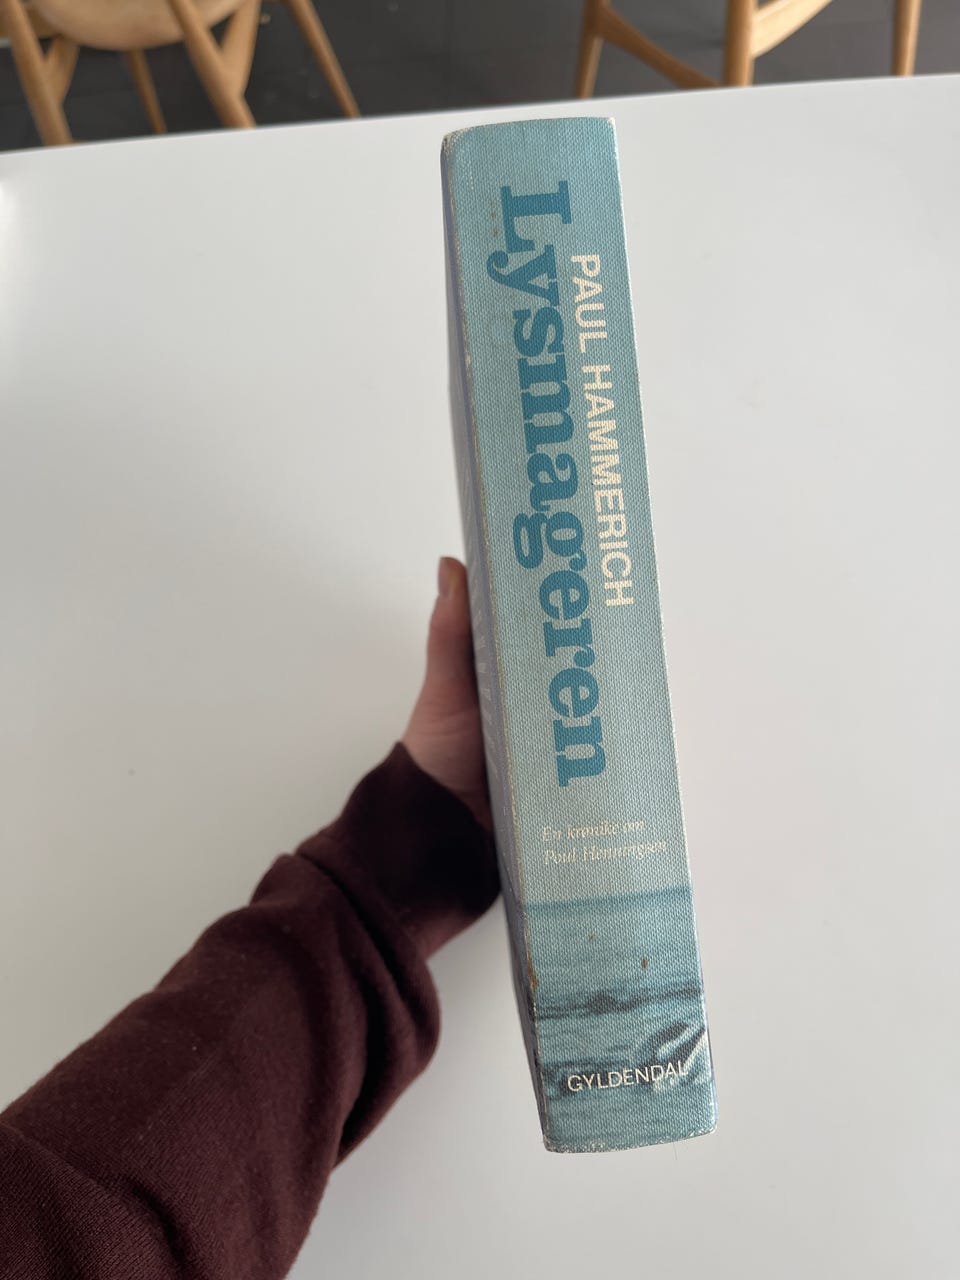 PAUL HAMMERICH
Lysmageren
En krønike om
Poul Henningsen
GYLDENDAL